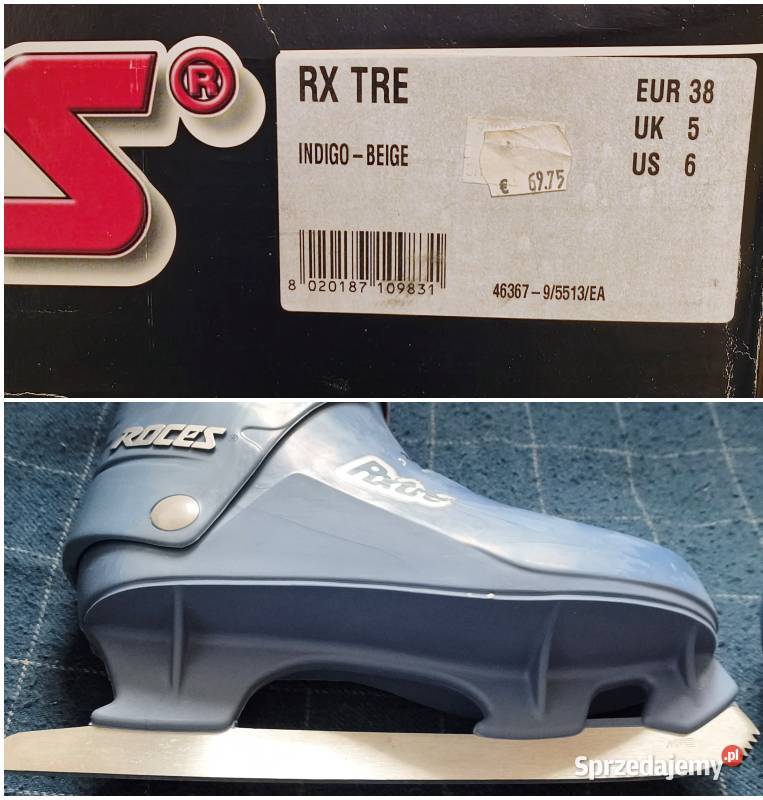 S®
RX TRE
EUR 38
UK 5
US 6
INDIGO – BEIGE
€ 69.75
8 020187 109831
46367 – 9/5513/EA
ROCES
Rxtre
Sprzedajemy.pl